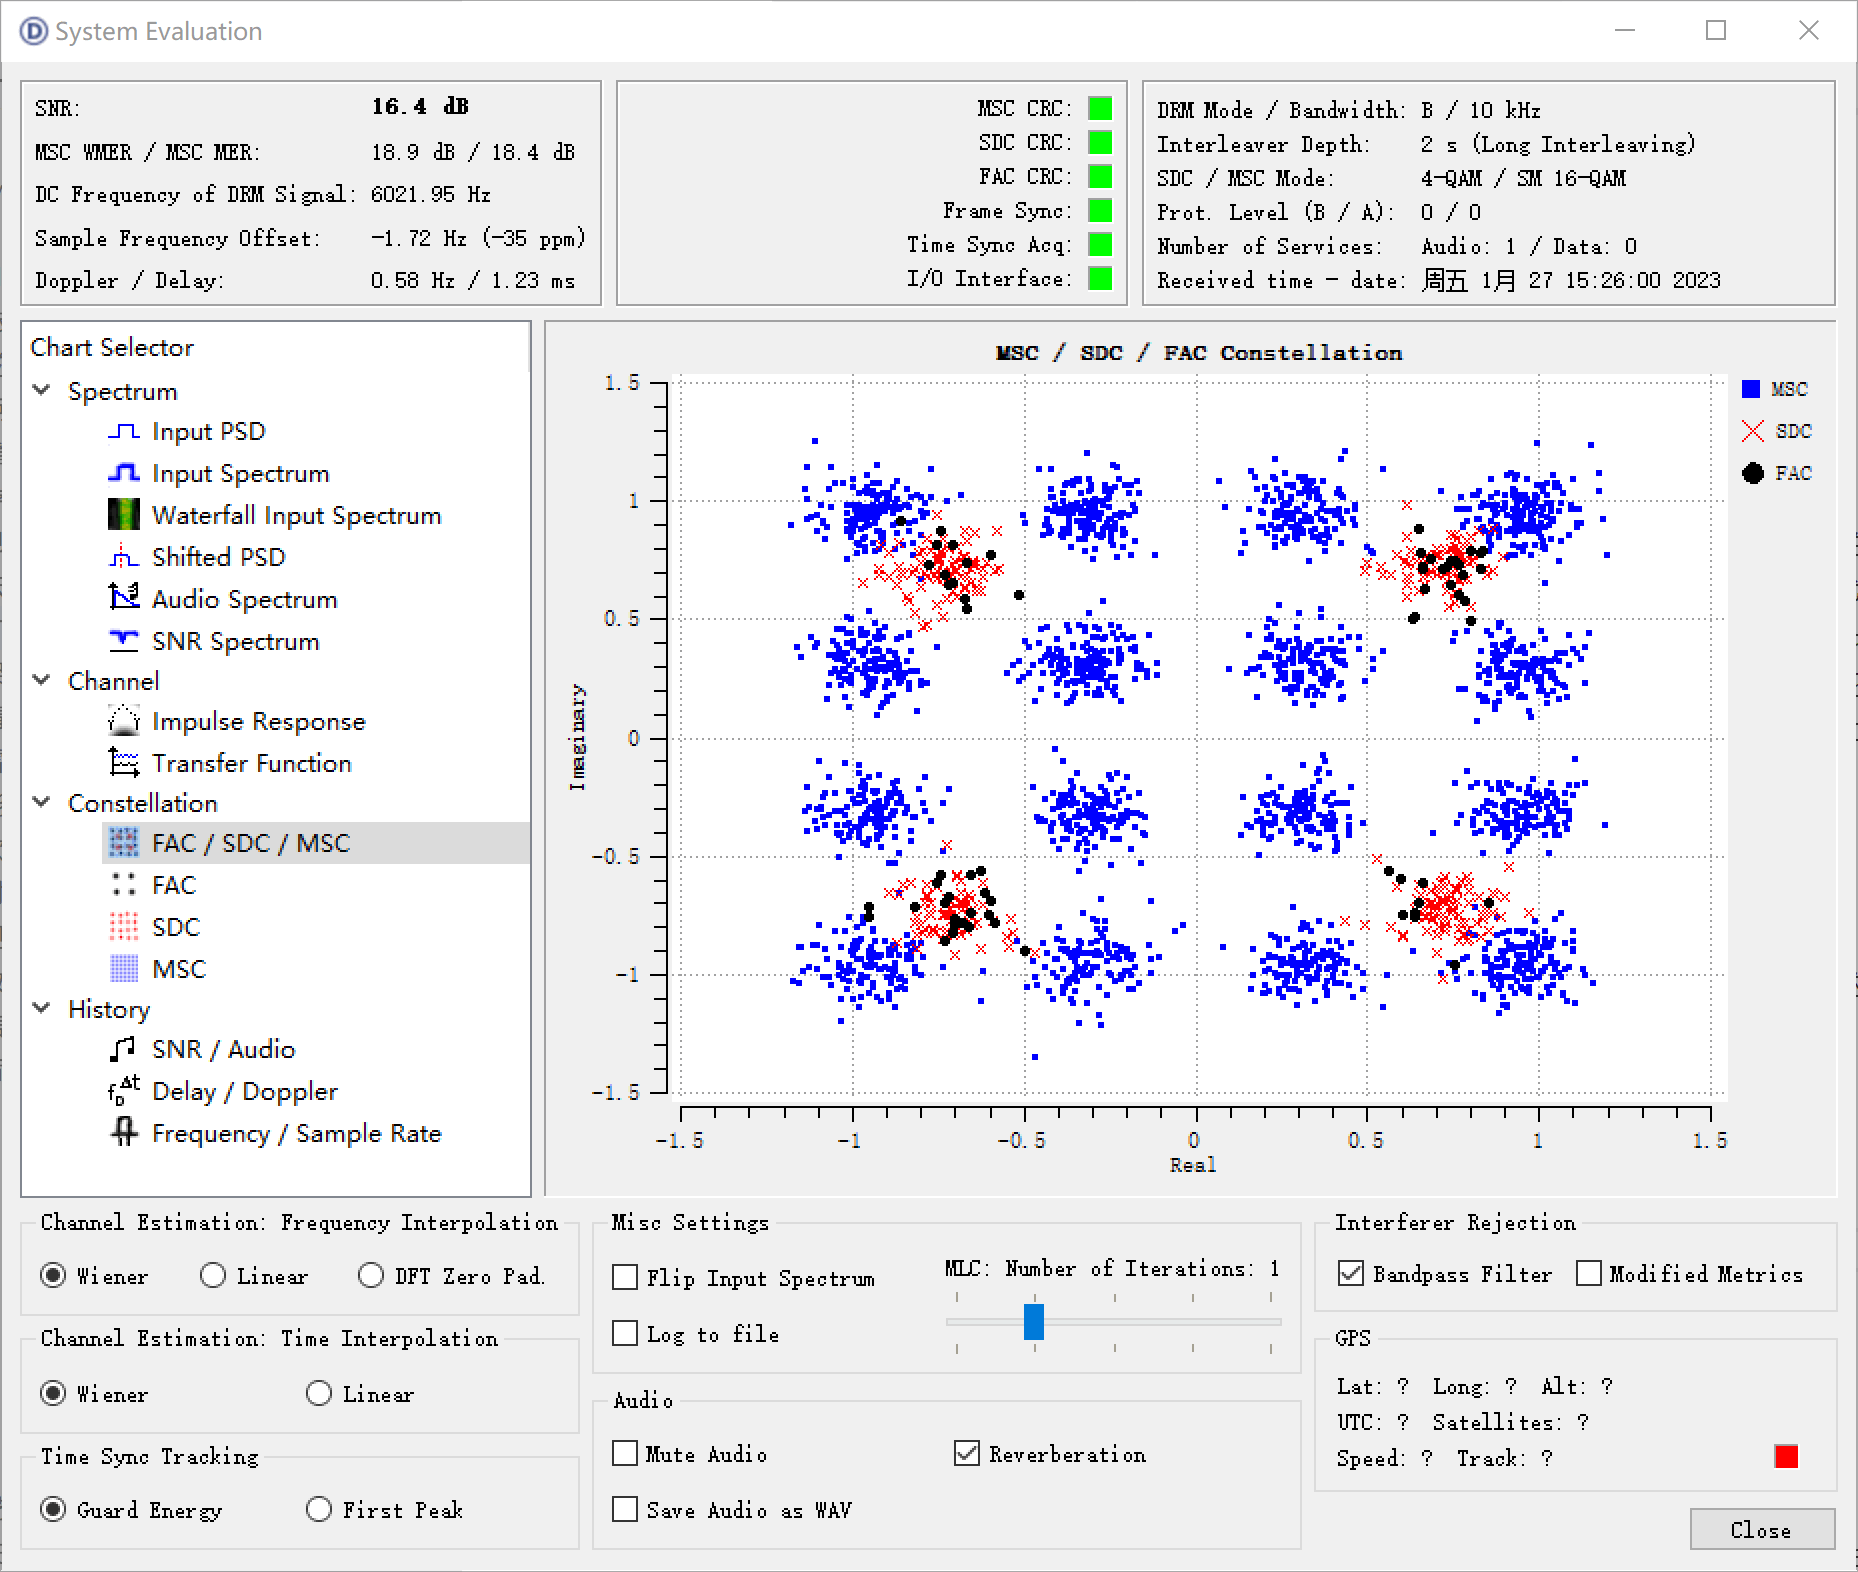 System Evaluation
SNR: 16.4 dB
MSC WMER / MSC MER: 18.9 dB / 18.4 dB
DC Frequency of DRM Signal: 6021.95 Hz
Sample Frequency Offset: -1.72 Hz (-35 ppm)
Doppler / Delay: 0.58 Hz / 1.23 ms
MSC CRC:
SDC CRC:
FAC CRC:
Frame Sync:
Time Sync Acq:
I/O Interface:
DRM Mode / Bandwidth: B / 10 kHz
Interleaver Depth: 2 s (Long Interleaving)
SDC / MSC Mode: 4-QAM / SM 16-QAM
Prot. Level (B / A): 0 / 0
Number of Services: Audio: 1 / Data: 0
Received time - date: 周五 1月 27 15:26:00 2023
Chart Selector
Spectrum
Input PSD
Input Spectrum
Waterfall Input Spectrum
Shifted PSD
Audio Spectrum
SNR Spectrum
Channel
Impulse Response
Transfer Function
Constellation
FAC / SDC / MSC
FAC
SDC
MSC
History
SNR / Audio
Delay / Doppler
Frequency / Sample Rate
MSC / SDC / FAC Constellation
1.5
1
0.5
0
-0.5
-1
-1.5
Imaginary
-1.5 -1 -0.5 0 0.5 1 1.5
Real
MSC
SDC
FAC
Channel Estimation: Frequency Interpolation
Wiener Linear DFT Zero Pad.
Channel Estimation: Time Interpolation
Wiener Linear
Time Sync Tracking
Guard Energy First Peak
Misc Settings
Flip Input Spectrum
Log to file
MLC: Number of Iterations: 1
Audio
Mute Audio Reverberation
Save Audio as WAV
Interferer Rejection
Bandpass Filter Modified Metrics
GPS
Lat: ? Long: ? Alt: ?
UTC: ? Satellites: ?
Speed: ? Track: ?
Close